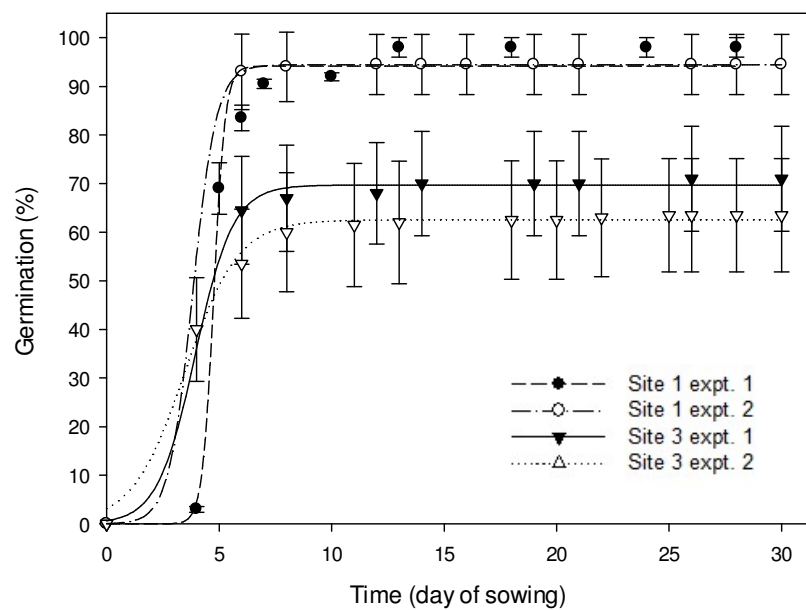 Germination (%)
100
90
80
70
60
50
40
30
20
10
0
0 5 10 15 20 25 30
Time (day of sowing)
Site 1 expt. 1
Site 1 expt. 2
Site 3 expt. 1
Site 3 expt. 2